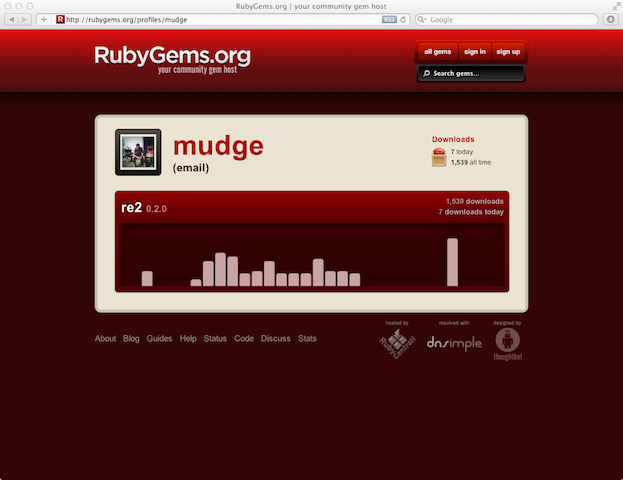 RubyGems.org | your community gem host
http://rubygems.org/profiles/mudge
RSS
Google
RubyGems.org
your community gem host
all gems
sign in
sign up
Search gems...
mudge
(email)
Downloads
7 today
1,539 all time
re2 0.2.0
1,539 downloads
7 downloads today
About Blog Guides Help Status Code Discuss Stats
hosted by
Ruby Central
resolved with
dnsimple
designed by
thoughtbot